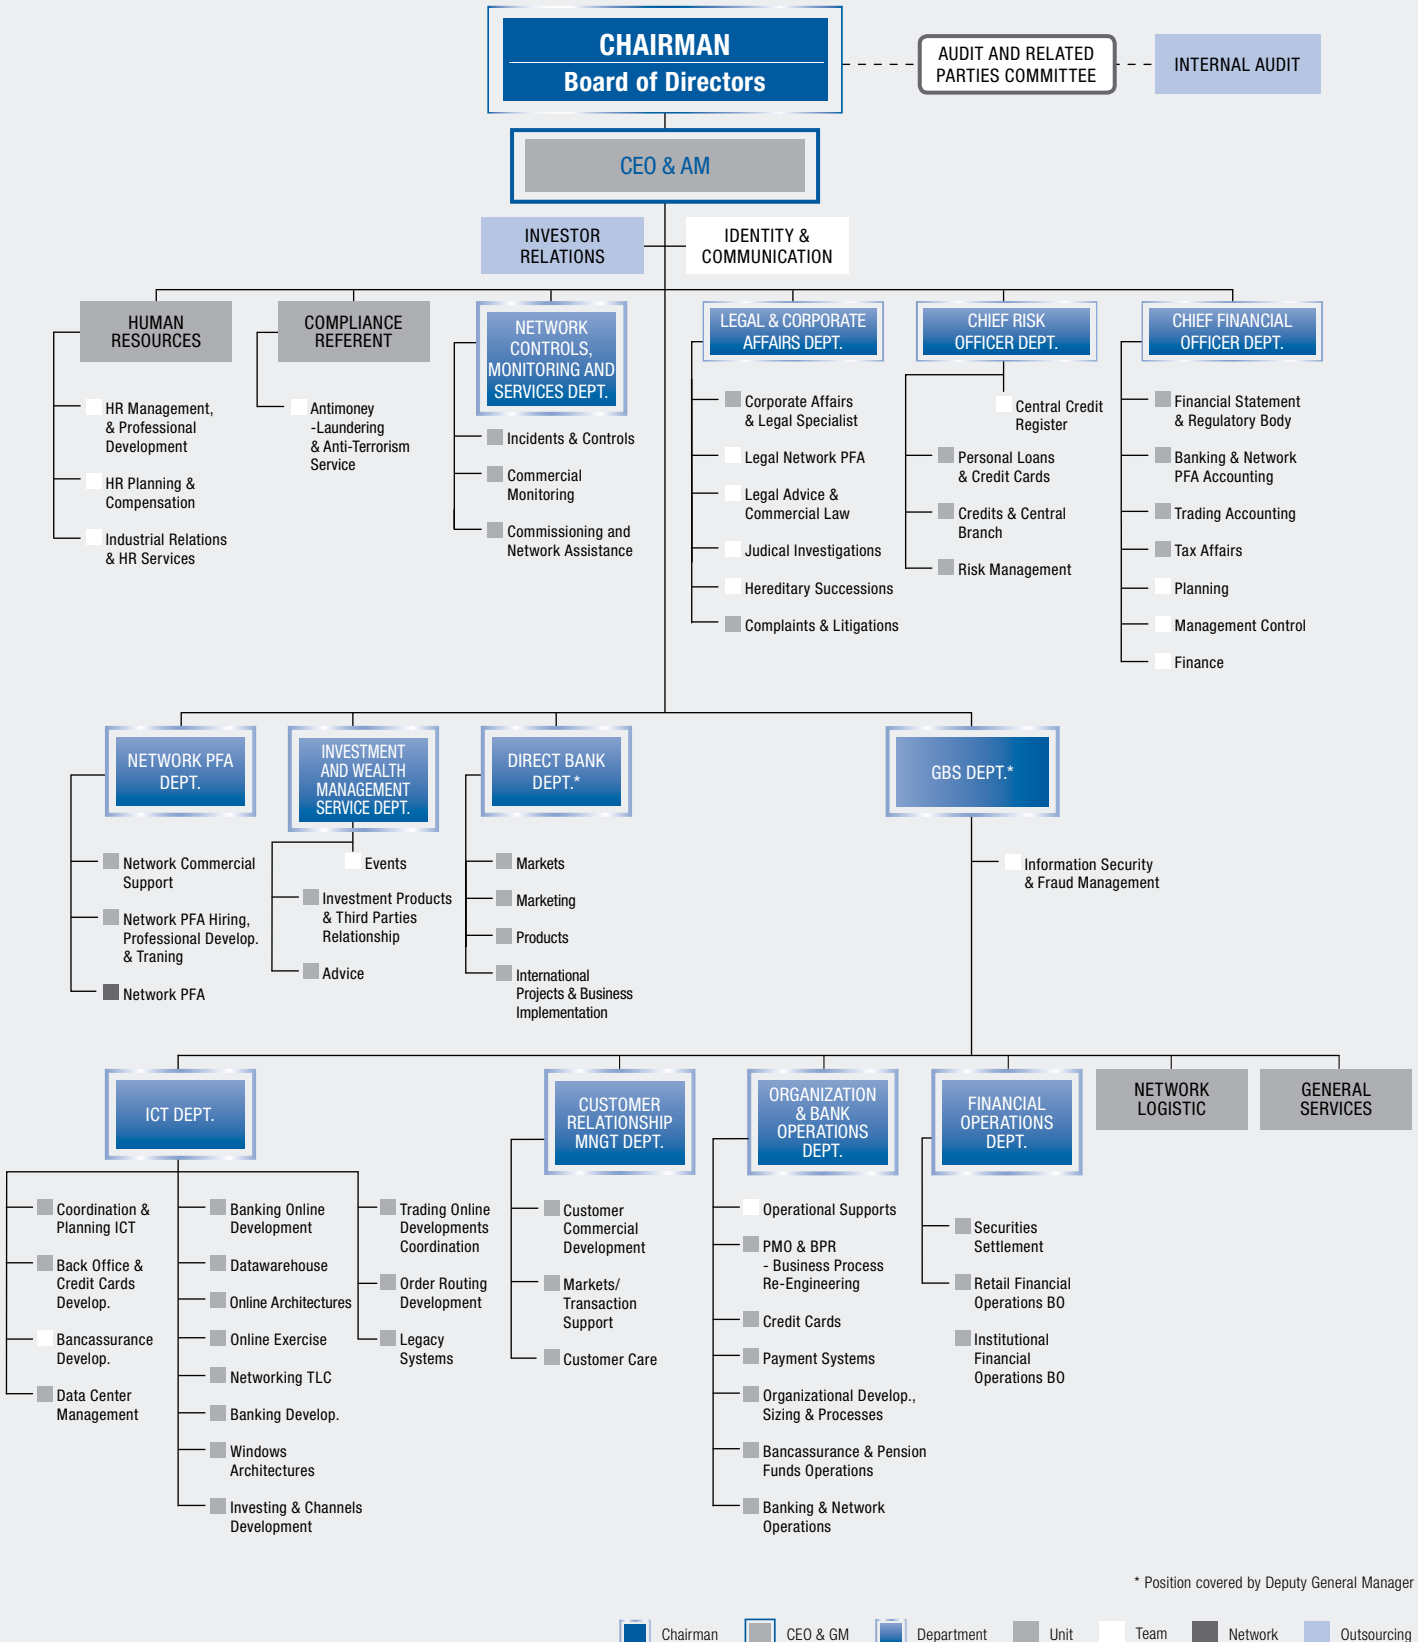 CHAIRMAN
Board of Directors
AUDIT AND RELATED
PARTIES COMMITTEE
INTERNAL AUDIT
CEO & AM
INVESTOR
RELATIONS
IDENTITY &
COMMUNICATION
HUMAN
RESOURCES
HR Management,
& Professional
Development
HR Planning &
Compensation
Industrial Relations
& HR Services
COMPLIANCE
REFERENT
Antimoney
-Laundering
& Anti-Terrorism
Service
NETWORK
CONTROLS,
MONITORING AND
SERVICES DEPT.
Incidents & Controls
Commercial
Monitoring
Commissioning and
Network Assistance
LEGAL & CORPORATE
AFFAIRS DEPT.
Corporate Affairs
& Legal Specialist
Legal Network PFA
Legal Advice &
Commercial Law
Judical Investigations
Hereditary Successions
Complaints & Litigations
CHIEF RISK
OFFICER DEPT.
Central Credit
Register
Personal Loans
& Credit Cards
Credits & Central
Branch
Risk Management
CHIEF FINANCIAL
OFFICER DEPT.
Financial Statement
& Regulatory Body
Banking & Network
PFA Accounting
Trading Accounting
Tax Affairs
Planning
Management Control
Finance
NETWORK PFA
DEPT.
Network Commercial
Support
Network PFA Hiring,
Professional Develop.
& Traning
Network PFA
INVESTMENT
AND WEALTH
MANAGEMENT
SERVICE DEPT.
Events
Investment Products
& Third Parties
Relationship
Advice
DIRECT BANK
DEPT.*
Markets
Marketing
Products
International
Projects & Business
Implementation
GBS DEPT.*
Information Security
& Fraud Management
ICT DEPT.
Coordination &
Planning ICT
Back Office &
Credit Cards
Develop.
Bancassurance
Develop.
Data Center
Management
Banking Online
Development
Datawarehouse
Online Architectures
Online Exercise
Networking TLC
Banking Develop.
Windows
Architectures
Investing & Channels
Development
Trading Online
Developments
Coordination
Order Routing
Development
Legacy
Systems
CUSTOMER
RELATIONSHIP
MNGT DEPT.
Customer
Commercial
Development
Markets/
Transaction
Support
Customer Care
ORGANIZATION
& BANK
OPERATIONS
DEPT.
Operational Supports
PMO & BPR
- Business Process
Re-Engineering
Credit Cards
Payment Systems
Organizational Develop.,
Sizing & Processes
Bancassurance & Pension
Funds Operations
Banking & Network
Operations
FINANCIAL
OPERATIONS
DEPT.
Securities
Settlement
Retail Financial
Operations BO
Institutional
Financial
Operations BO
NETWORK
LOGISTIC
GENERAL
SERVICES
* Position covered by Deputy General Manager
Chairman
CEO & GM
Department
Unit
Team
Network
Outsourcing